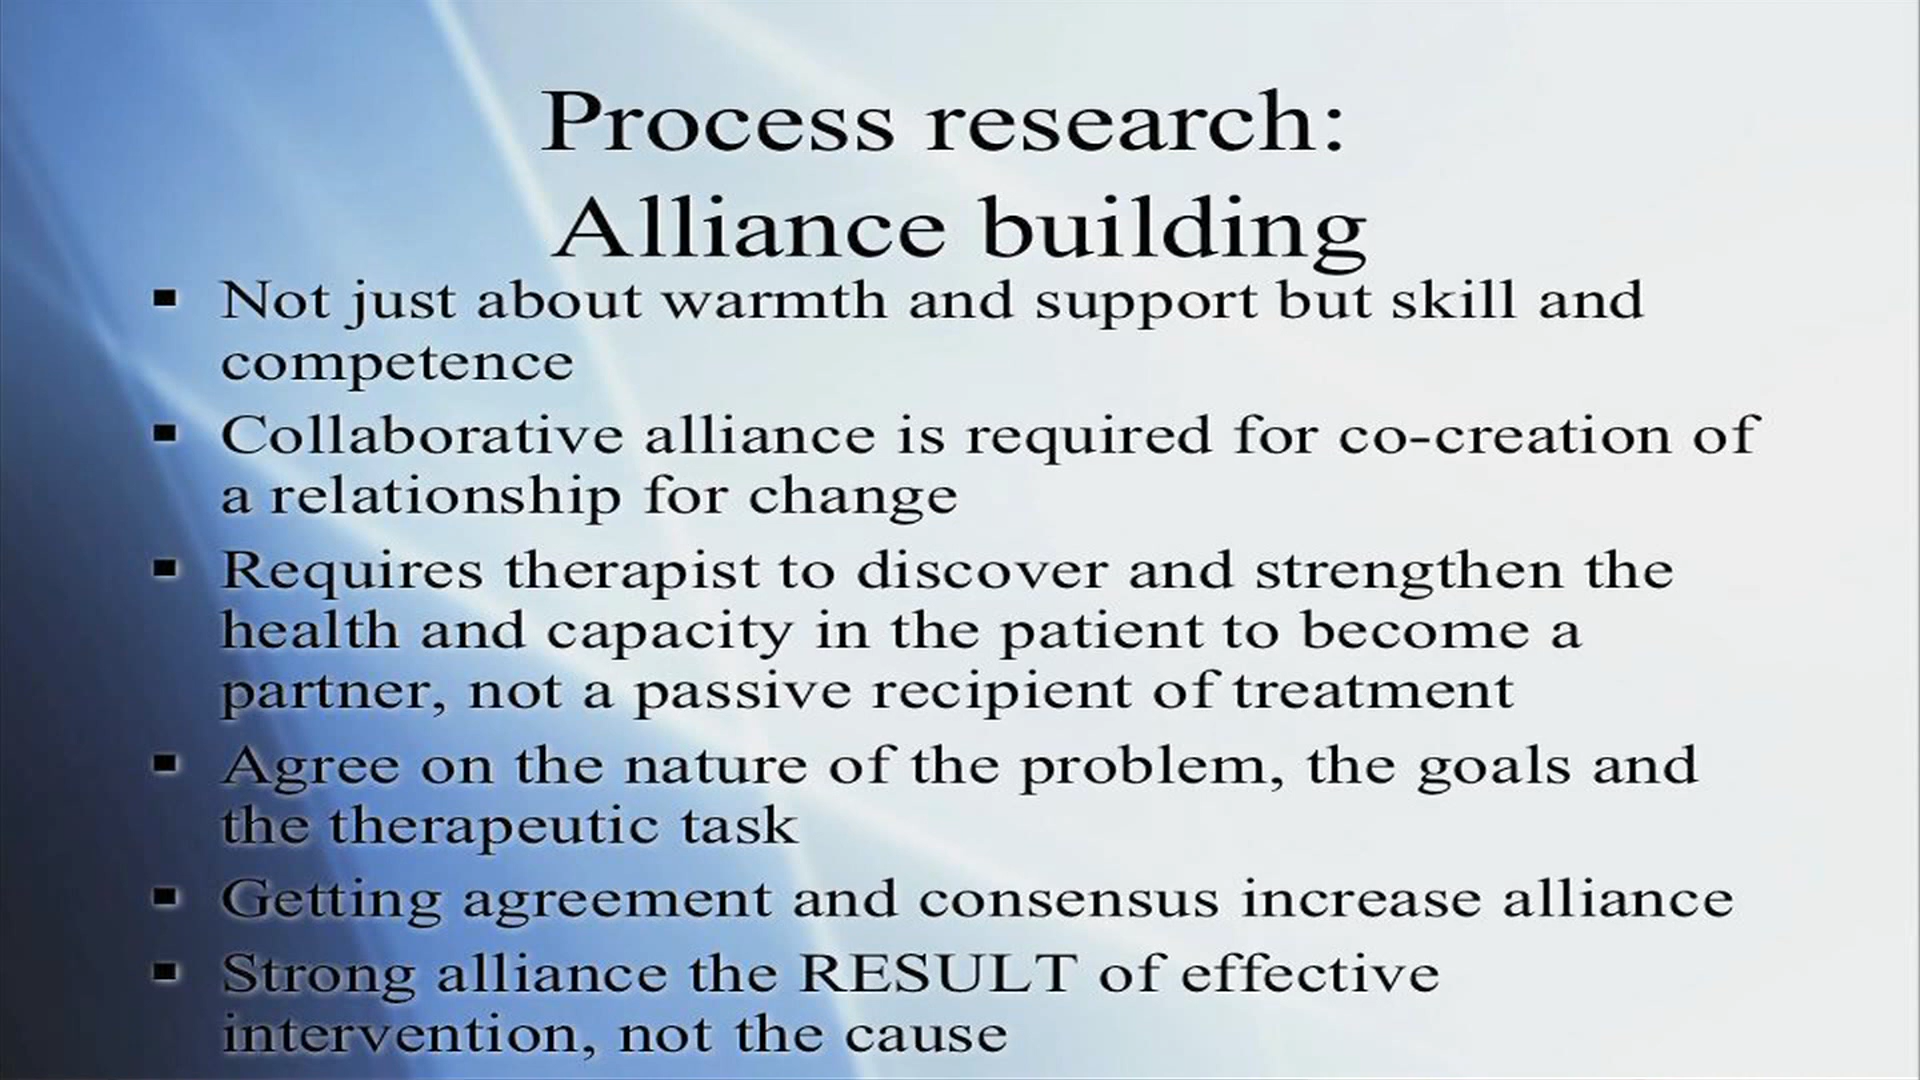 Process research:
Alliance building
▪ Not just about warmth and support but skill and
competence
▪ Collaborative alliance is required for co-creation of
a relationship for change
▪ Requires therapist to discover and strengthen the
health and capacity in the patient to become a
partner, not a passive recipient of treatment
▪ Agree on the nature of the problem, the goals and
the therapeutic task
▪ Getting agreement and consensus increase alliance
▪ Strong alliance the RESULT of effective
intervention, not the cause